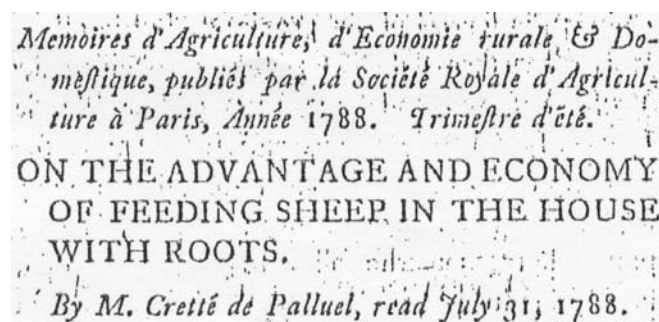 Memoires d'Agriculture, d'Economie rurale, & Do-
meſtique, publiés par la Société Royale d'Agricul-
ture à Paris, Année 1788. Trimeſtre d'été.
ON THE ADVANTAGE AND ECONOMY
OF FEEDING SHEEP IN THE HOUSE
WITH ROOTS.
By M. Cretté de Palluel, read July 31, 1788.